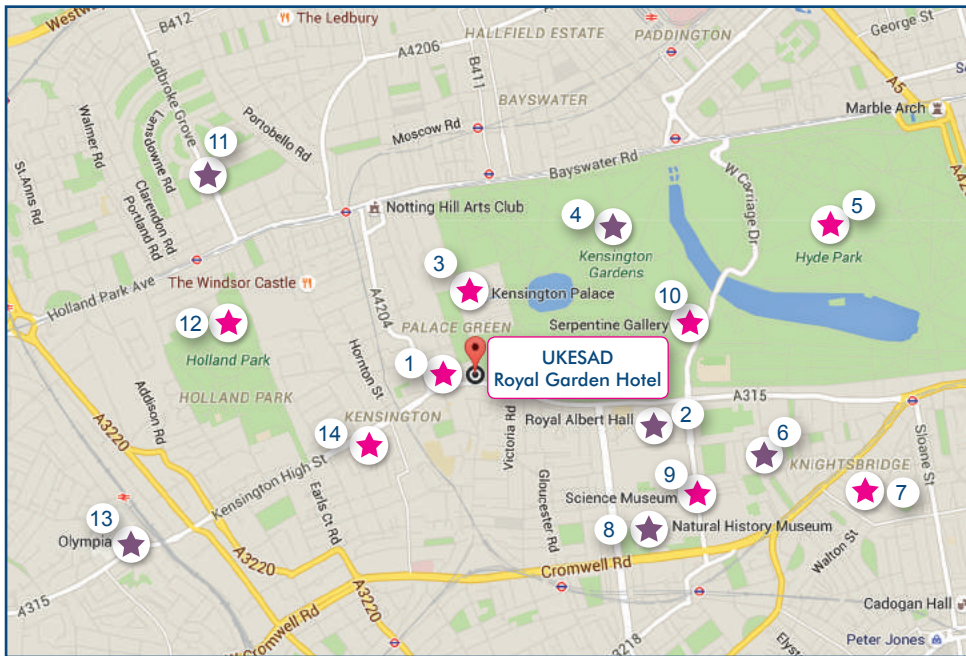 Westway
B412
The Ledbury
A4206
HALLFIELD ESTATE
PADDINGTON
George St
B412
B411
A5
Ladbroke Grove
BAYSWATER
Marble Arch
Walmer Rd
Lansdowne Rd
Portobello Rd
Moscow Rd
11
St.Anns Rd
Clarendon Rd
Portland Rd
Bayswater Rd
W Carriage Dr
Notting Hill Arts Club
4
5
Kensington
Gardens
Hyde Park
3
The Windsor Castle
Kensington Palace
10
Holland Park Ave
A4204
12
PALACE GREEN
Serpentine Gallery
Holland Park
1
UKESAD
Royal Garden Hotel
Hornton St
HOLLAND PARK
A315
Addison Rd
KENSINGTON
Victoria Rd
Royal Albert Hall
2
A3220
14
6
KNIGHTSBRIDGE
Sloane St
Kensington High St
Gloucester Rd
9
Science Museum
7
Earls Ct Rd
13
8
Natural History Museum
Olympia
Walton St
A3220
Cromwell Rd
A315
A3220
Cadogan Hall
W Cromwell Rd
A3218
Peter Jones
Elyst